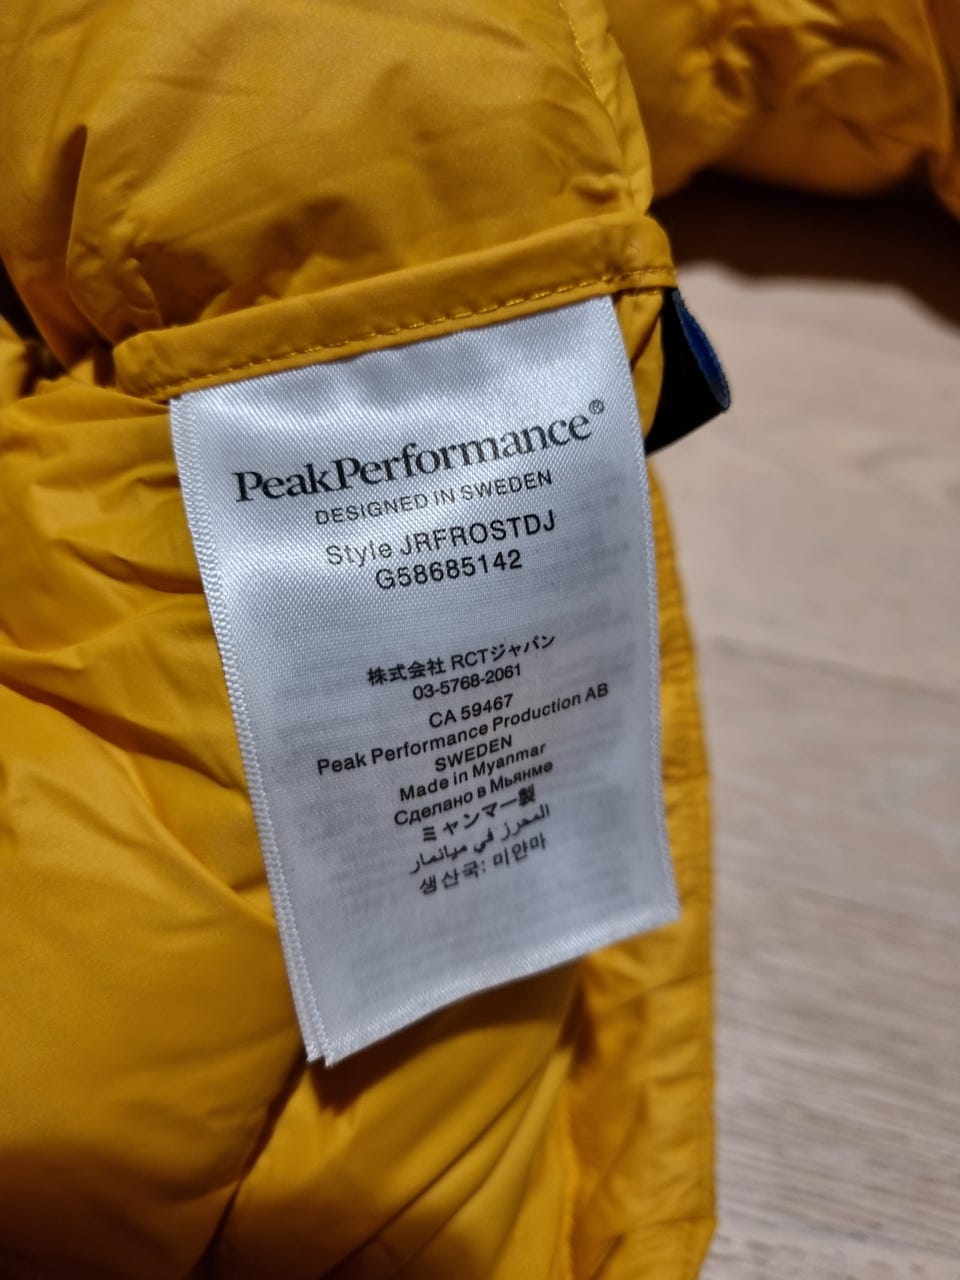 PeakPerformance®
DESIGNED IN SWEDEN
Style JRFROSTDJ
G58685142
株式会社 RCTジャパン
03-5768-2061
CA 59467
Peak Performance Production AB
SWEDEN
Made in Myanmar
Сделано в Мьянме
ミャンマー製
المحرز في ميانمار
생산국: 미얀마